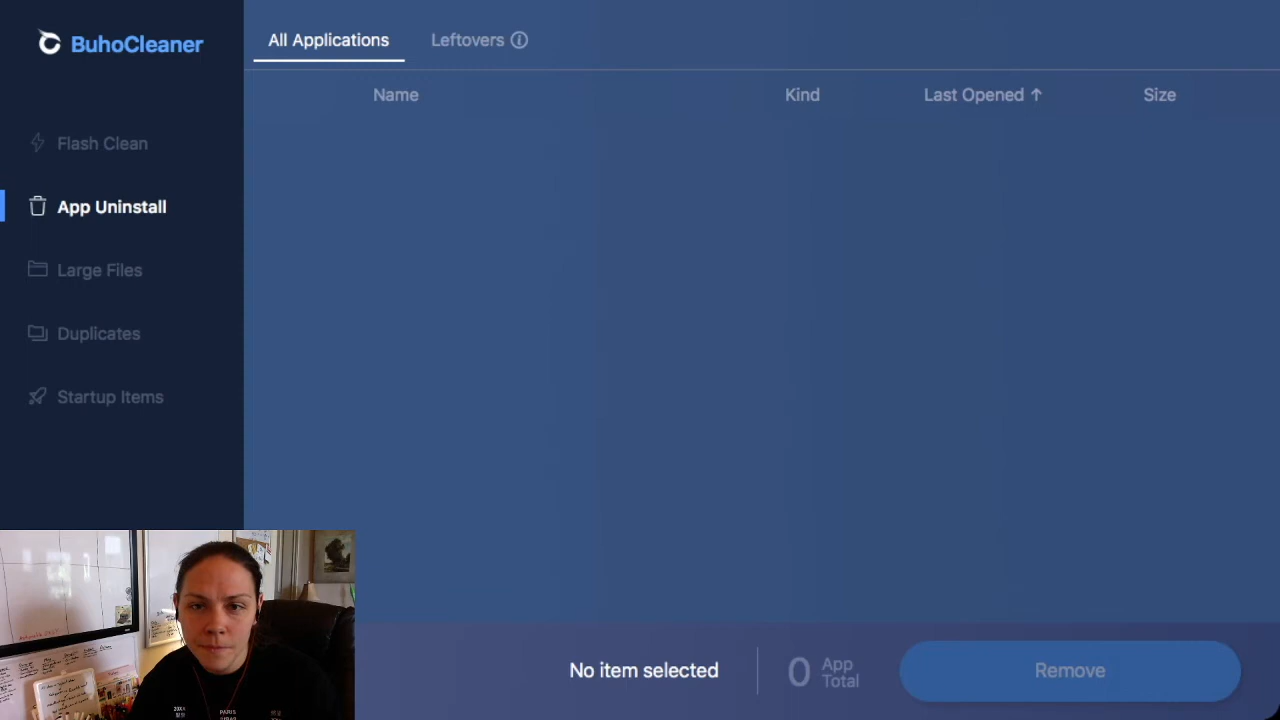 BuhoCleaner
All Applications
Leftovers
Name
Kind
Last Opened ↑
Size
Flash Clean
App Uninstall
Large Files
Duplicates
Startup Items
No item selected
0 App Total
Remove
PARIS